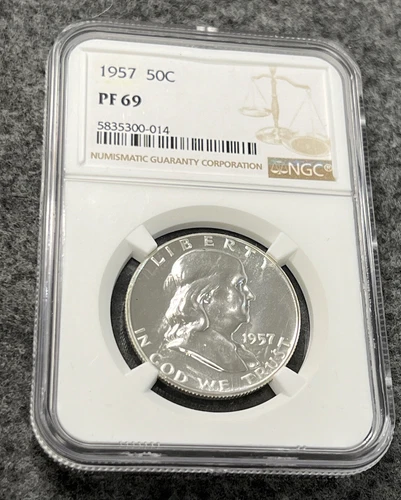 1957 50C
PF 69
5835300-014
NUMISMATIC GUARANTY CORPORATION
NGC®
LIBERTY
1957
IN GOD WE TRUST